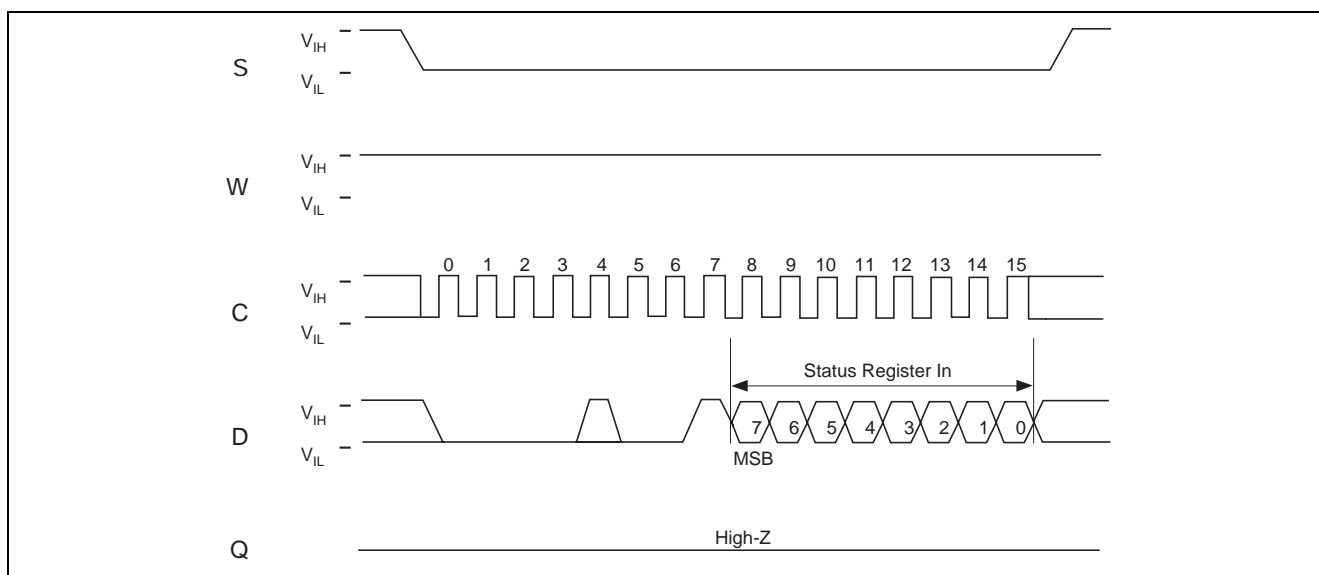 S
V_IH
V_IL
W
V_IH
V_IL
C
V_IH
V_IL
0 1 2 3 4 5 6 7 8 9 10 11 12 13 14 15
Status Register In
D
V_IH
V_IL
7 6 5 4 3 2 1 0
MSB
Q
High-Z